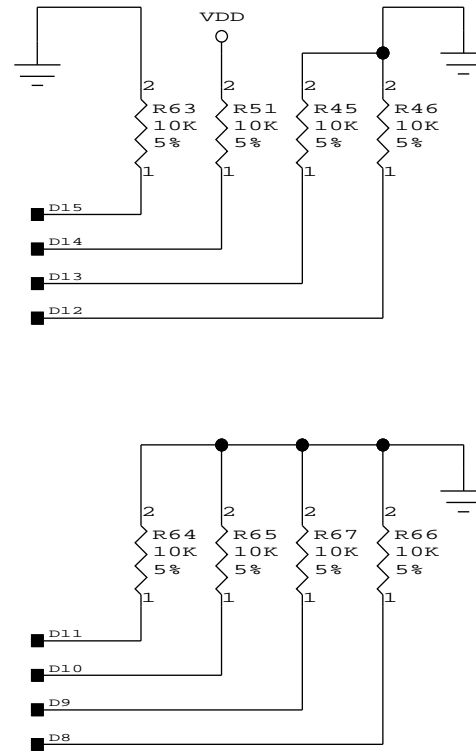 VDD
2 2 2 2
R63 R51 R45 R46
10K 10K 10K 10K
5% 5% 5% 5%
1 1 1 1
D15
D14
D13
D12
2 2 2 2
R64 R65 R67 R66
10K 10K 10K 10K
5% 5% 5% 5%
1 1 1 1
D11
D10
D9
D8